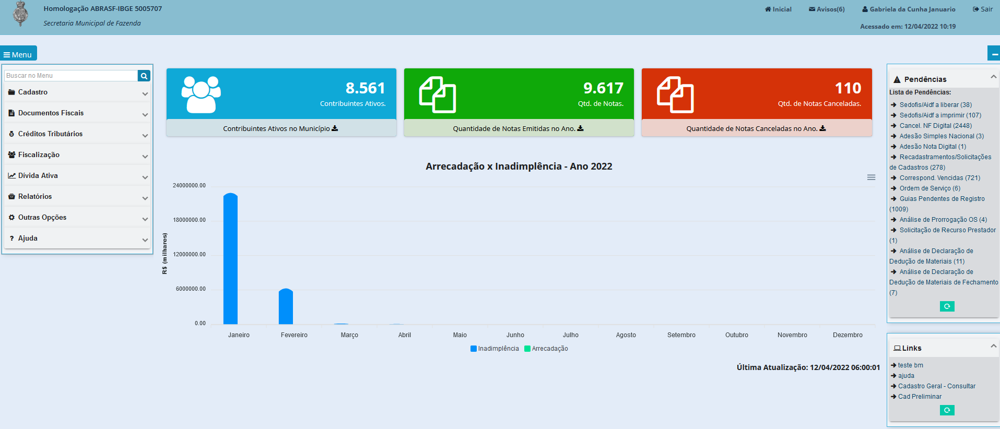 Homologação ABRASF-IBGE 5005707
Secretaria Municipal de Fazenda
Inicial
Avisos(6)
Gabriela da Cunha Januario
Sair
Acessado em: 12/04/2022 10:19
Menu
Buscar no Menu
Cadastro
Documentos Fiscais
Créditos Tributários
Fiscalização
Dívida Ativa
Relatórios
Outras Opções
? Ajuda
8.561
Contribuintes Ativos.
Contribuintes Ativos no Município
9.617
Qtd. de Notas.
Quantidade de Notas Emitidas no Ano.
110
Qtd. de Notas Canceladas.
Quantidade de Notas Canceladas no Ano.
Arrecadação x Inadimplência - Ano 2022
R$ (milhares)
24000000.00
18000000.00
12000000.00
6000000.00
0.00
Janeiro
Fevereiro
Março
Abril
Maio
Junho
Julho
Agosto
Setembro
Outubro
Novembro
Dezembro
Inadimplência
Arrecadação
Última Atualização: 12/04/2022 06:00:01
Pendências
Lista de Pendências:
Sedofis/Aidf a liberar (38)
Sedofis/Aidf a imprimir (107)
Cancel. NF Digital (2448)
Adesão Simples Nacional (3)
Adesão Nota Digital (1)
Recadastramentos/Solicitações
de Cadastros (278)
Correspond. Vencidas (721)
Ordem de Serviço (6)
Guias Pendentes de Registro
(1009)
Análise de Prorrogação OS (4)
Solicitação de Recurso Prestador
(1)
Análise de Declaração de
Dedução de Materiais (11)
Análise de Declaração de
Dedução de Materiais de Fechamento
(7)
Links
teste bm
ajuda
Cadastro Geral - Consultar
Cad Preliminar